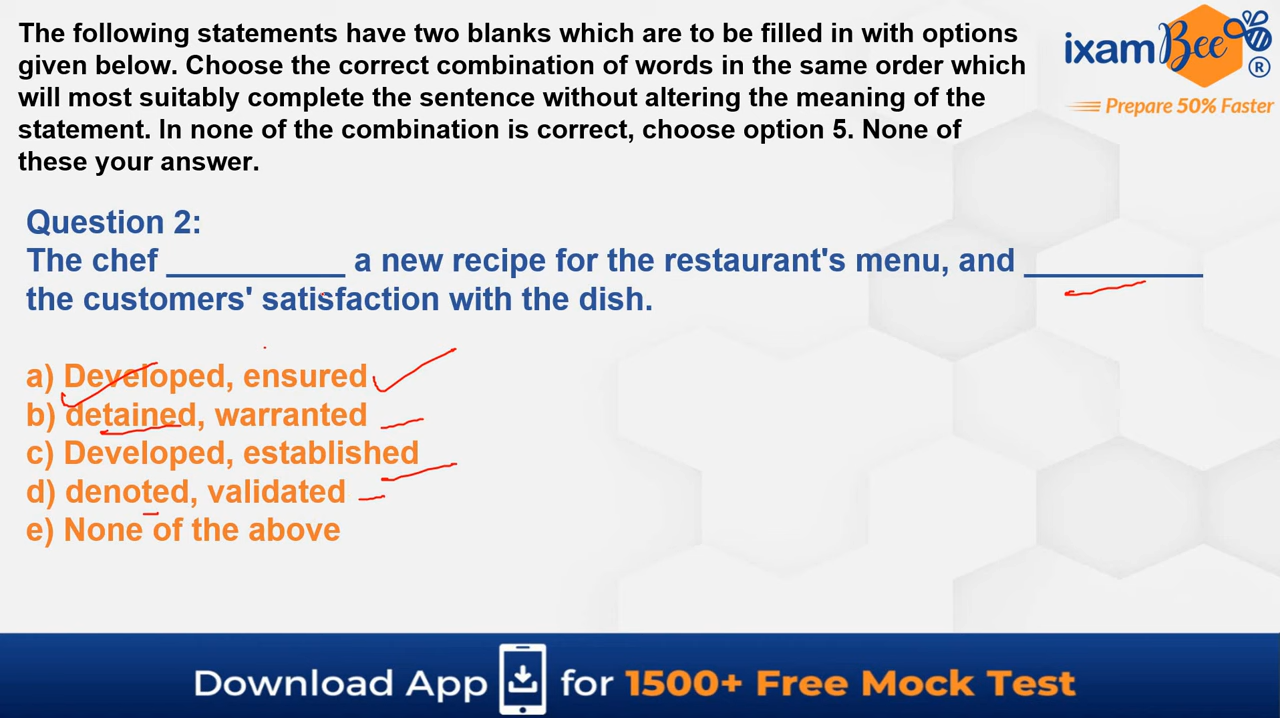 The following statements have two blanks which are to be filled in with options
given below. Choose the correct combination of words in the same order which
will most suitably complete the sentence without altering the meaning of the
statement. In none of the combination is correct, choose option 5. None of
these your answer.
ixamBee
®
Prepare 50% Faster
Question 2:
The chef __________ a new recipe for the restaurant's menu, and __________
the customers' satisfaction with the dish.
a) Developed, ensured
b) detained, warranted
c) Developed, established
d) denoted, validated
e) None of the above
Download App for 1500+ Free Mock Test